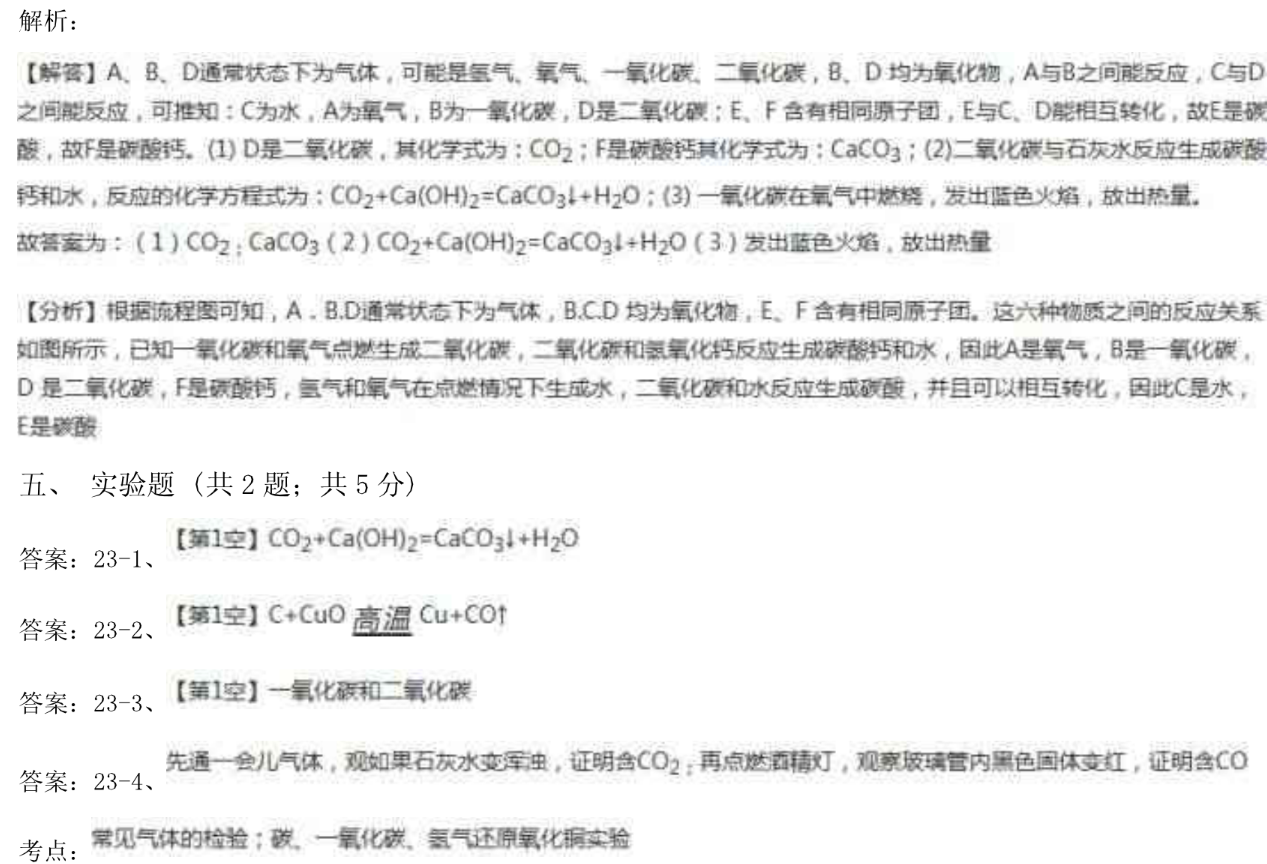 解析：
【解答】A、B、D通常状态下为气体，可能是氢气、氧气、一氧化碳、二氧化碳，B、D 均为氧化物，A与B之间能反应，C与D
之间能反应，可推知：C为水，A为氧气，B为一氧化碳，D是二氧化碳；E、F 含有相同原子团，E与C、D能相互转化，故E是碳
酸，故F是碳酸钙。(1) D是二氧化碳，其化学式为：CO₂；F是碳酸钙其化学式为：CaCO₃；(2)二氧化碳与石灰水反应生成碳酸
钙和水，反应的化学方程式为：CO₂+Ca(OH)₂=CaCO₃↓+H₂O；(3) 一氧化碳在氧气中燃烧，发出蓝色火焰，放出热量。
故答案为：（1）CO₂；CaCO₃（2）CO₂+Ca(OH)₂=CaCO₃↓+H₂O（3）发出蓝色火焰，放出热量
【分析】根据流程图可知，A．B.D通常状态下为气体，B.C.D 均为氧化物，E、F 含有相同原子团。这六种物质之间的反应关系
如图所示，已知一氧化碳和氧气点燃生成二氧化碳，二氧化碳和氢氧化钙反应生成碳酸钙和水，因此A是氧气，B是一氧化碳，
D 是二氧化碳，F是碳酸钙，氢气和氧气在点燃情况下生成水，二氧化碳和水反应生成碳酸，并且可以相互转化，因此C是水，
E是碳酸
五、 实验题 (共 2 题；共 5 分)
答案：23-1、【第1空】CO₂+Ca(OH)₂=CaCO₃↓+H₂O
答案：23-2、【第1空】C+CuO 高温 Cu+CO↑
答案：23-3、【第1空】一氧化碳和二氧化碳
答案：23-4、先通一会儿气体，观如果石灰水变浑浊，证明含CO₂；再点燃酒精灯，观察玻璃管内黑色固体变红，证明含CO
考点：常见气体的检验；碳、一氧化碳、氢气还原氧化铜实验